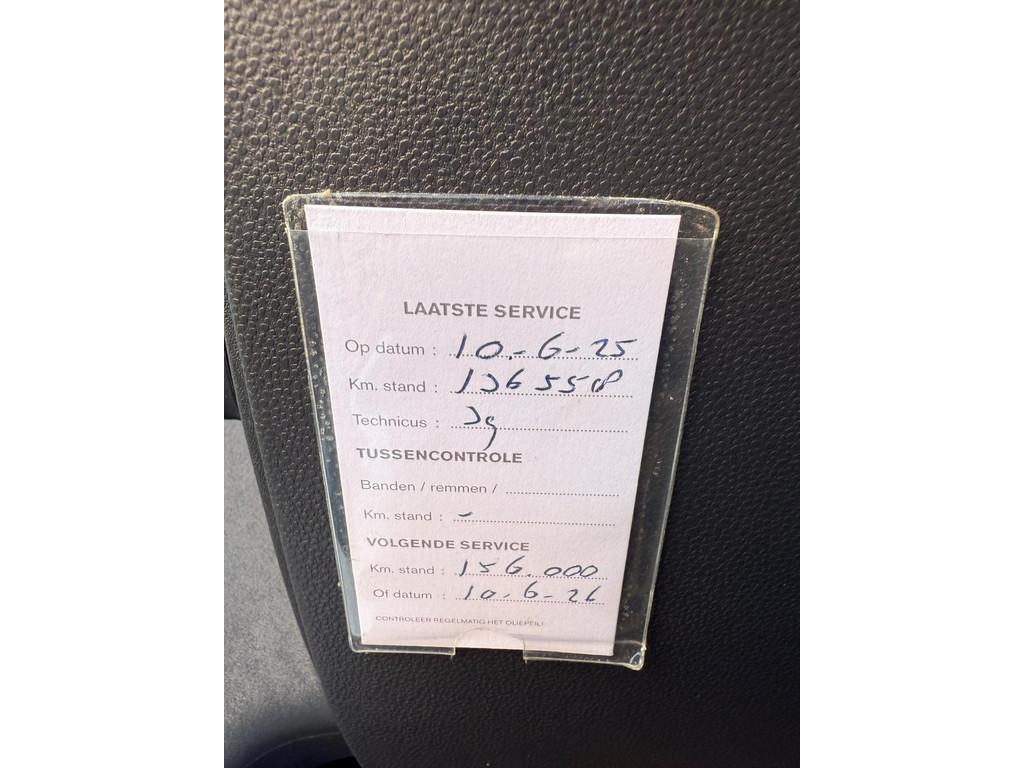 LAATSTE SERVICE
Op datum : 10.-6-25
Km. stand : 136558
Technicus : Jg
TUSSENCONTROLE
Banden / remmen /
Km. stand : -
VOLGENDE SERVICE
Km. stand : 156.000
Of datum : 10.-6-26
CONTROLEER REGELMATIG HET OLIEPEIL!